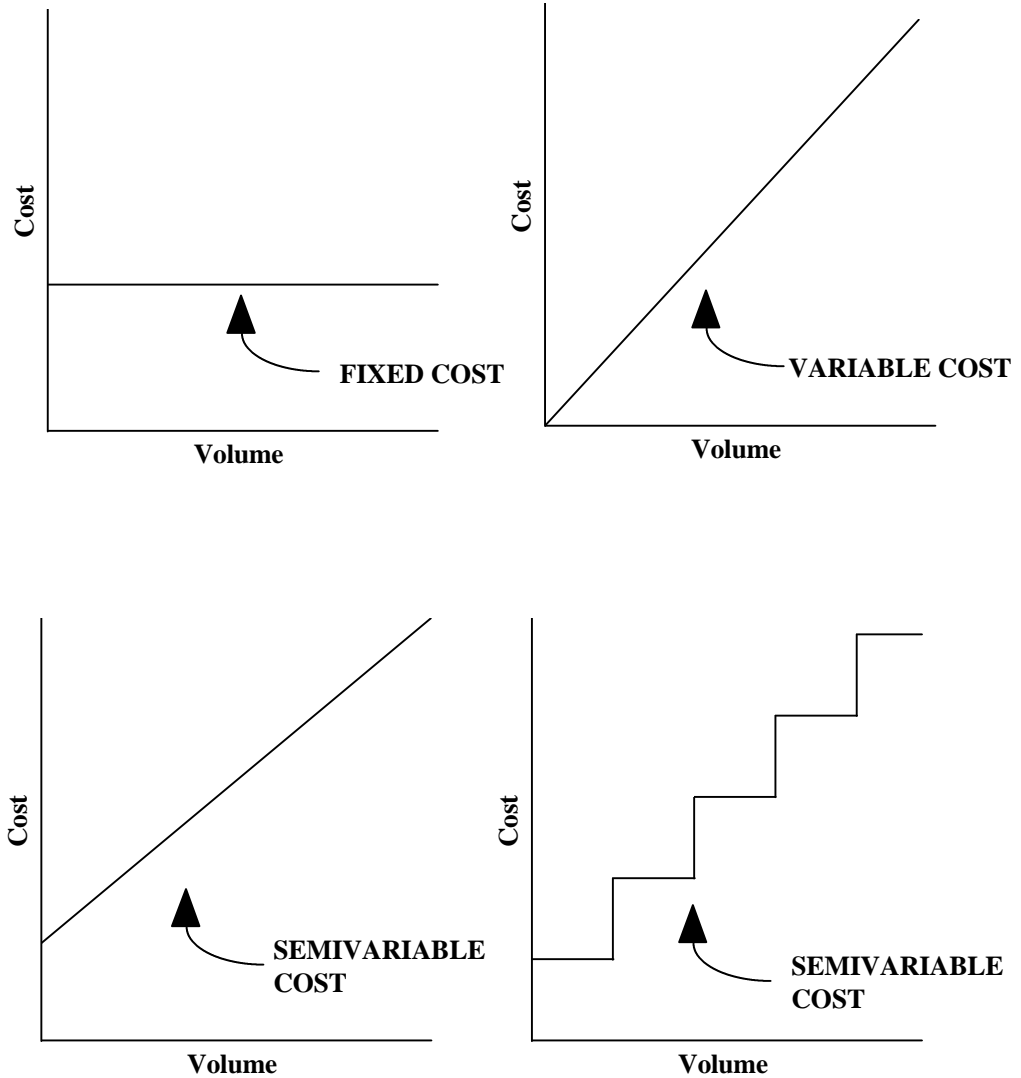 Cost
FIXED COST
Volume
Cost
VARIABLE COST
Volume
Cost
SEMIVARIABLE
COST
Volume
Cost
SEMIVARIABLE
COST
Volume